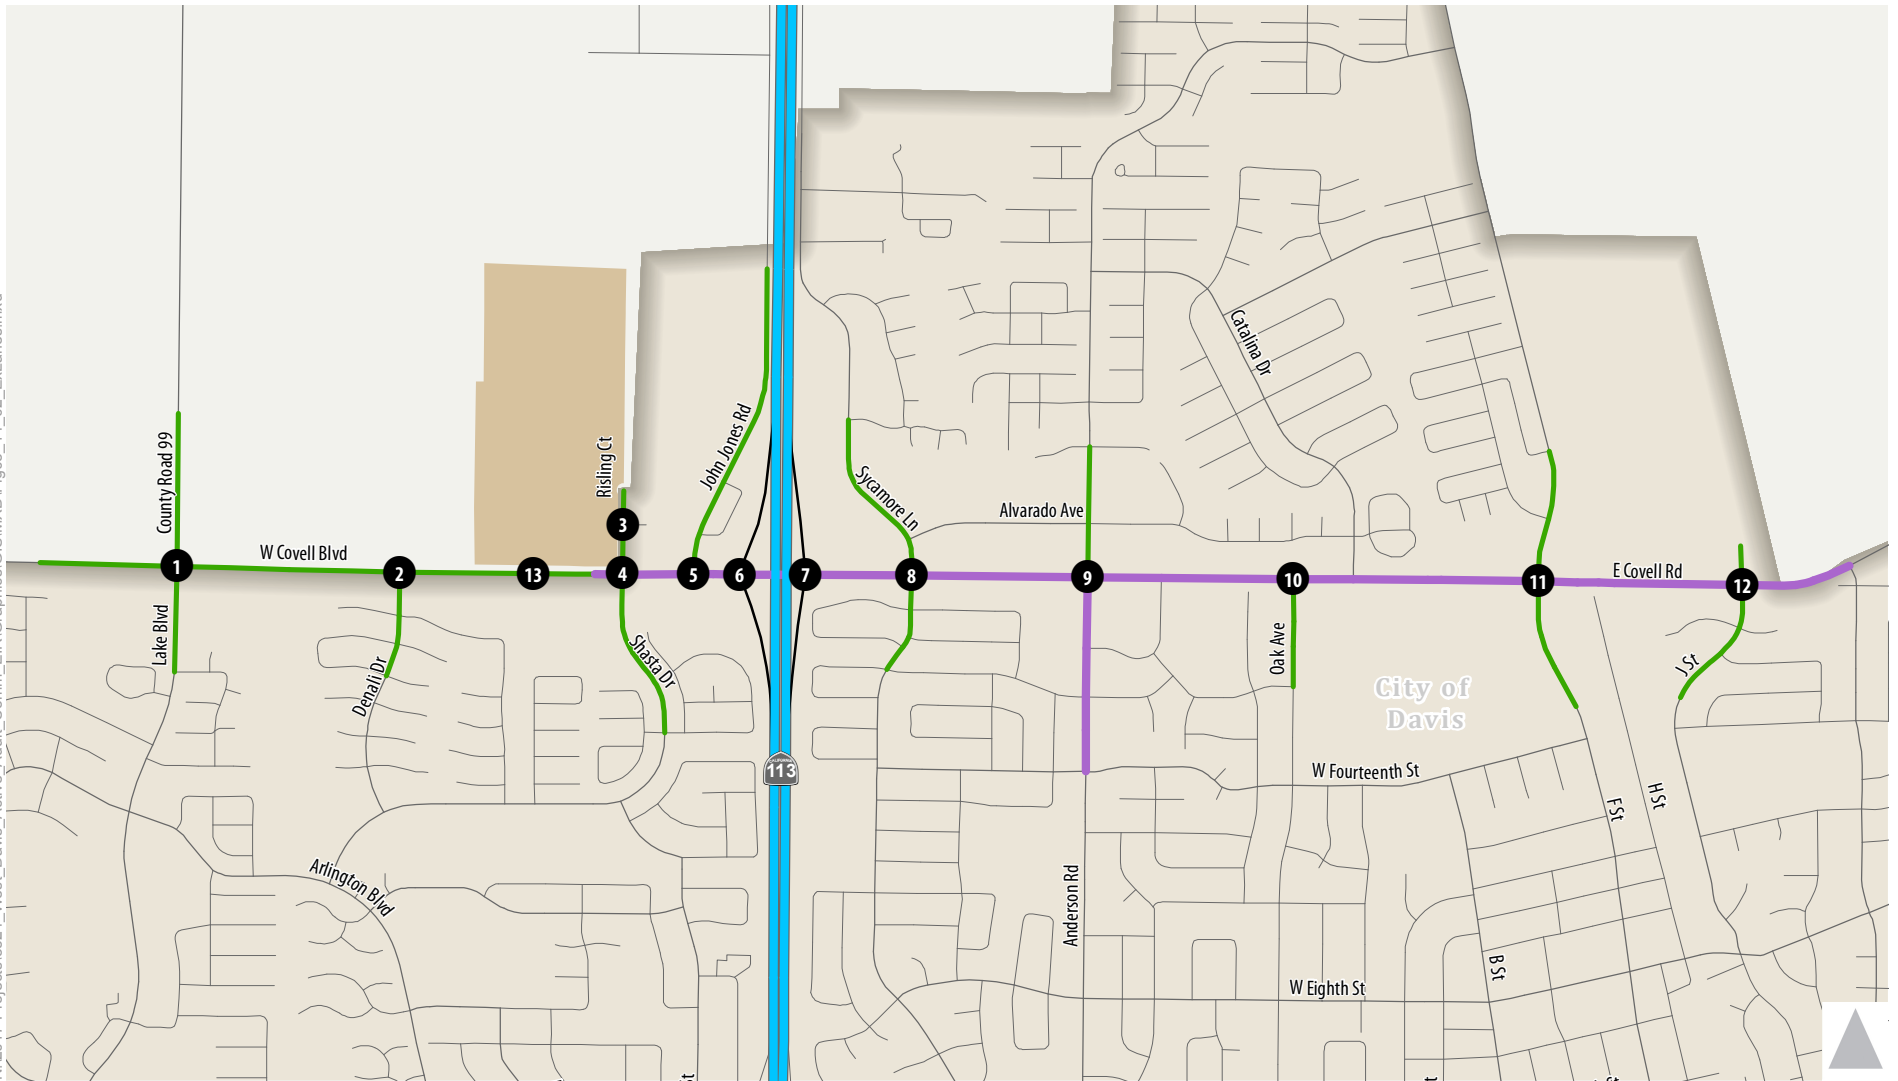 County Road 99
Lake Blvd
W Covell Blvd
Denali Dr
Risling Ct
Shasta Dr
John Jones Rd
Sycamore Ln
Alvarado Ave
Catalina Dr
Oak Ave
E Covell Rd
J St
City of
Davis
W Fourteenth St
F St
H St
B St
Anderson Rd
W Eighth St
Arlington Blvd
CALIFORNIA
113
1
2
13
3
4
5
6
7
8
9
10
11
12